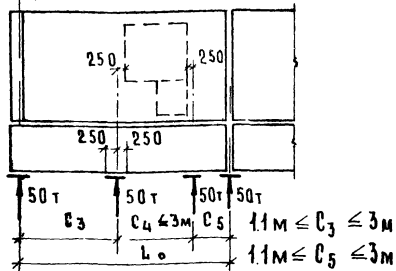 250 250
250 250
50т 50т 50т 50т
C₃ C₄ ≤3м C₅
L₀
1.1м ≤ C₃ ≤ 3м
1.1м ≤ C₅ ≤ 3м